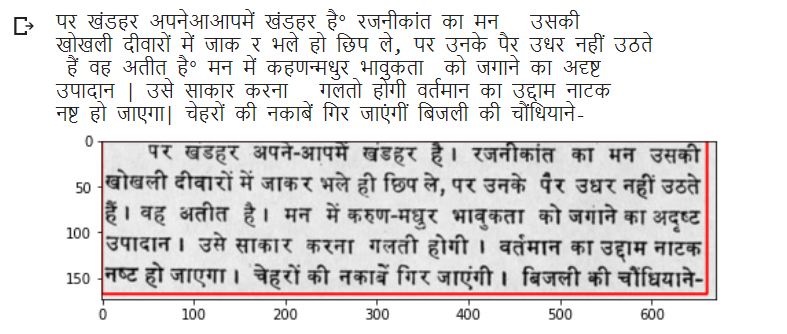 पर खंडहर अपनेआआपमें खंडहर है° रजनीकांत का मन उसकी
खोखली दीवारों में जाक र भले हो छिप ले, पर उनके पैर उधर नहीं उठते
हैं वह अतीत है° मन में कहणन्मधुर भावुकता को जगाने का अदृष्ट
उपादान | उसे साकार करना गलतो होगी वर्तमान का उद्दाम नाटक
नष्ट हो जाएगा| चेहरों की नकाबें गिर जाएंगीं बिजली की चौंधियाने-
0
पर खंडहर अपने-आपमें खंडहर है। रजनीकांत का मन उसकी
50
खोखली दीवारों में जाकर भले ही छिप ले, पर उनके पैर उधर नहीं उठते
हैं। वह अतीत है। मन में करुण-मधुर भावुकता को जगाने का अदृष्ट
100
उपादान। उसे साकार करना गलती होगी। वर्तमान का उद्दाम नाटक
150
नष्ट हो जाएगा। चेहरों की नकाबें गिर जाएंगी। बिजली की चौंधियाने-
0 100 200 300 400 500 600